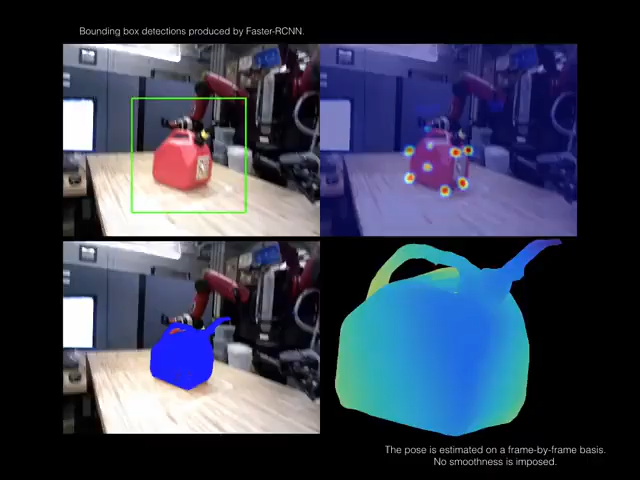 Bounding box detections produced by Faster-RCNN.
The pose is estimated on a frame-by-frame basis.
No smoothness is imposed.